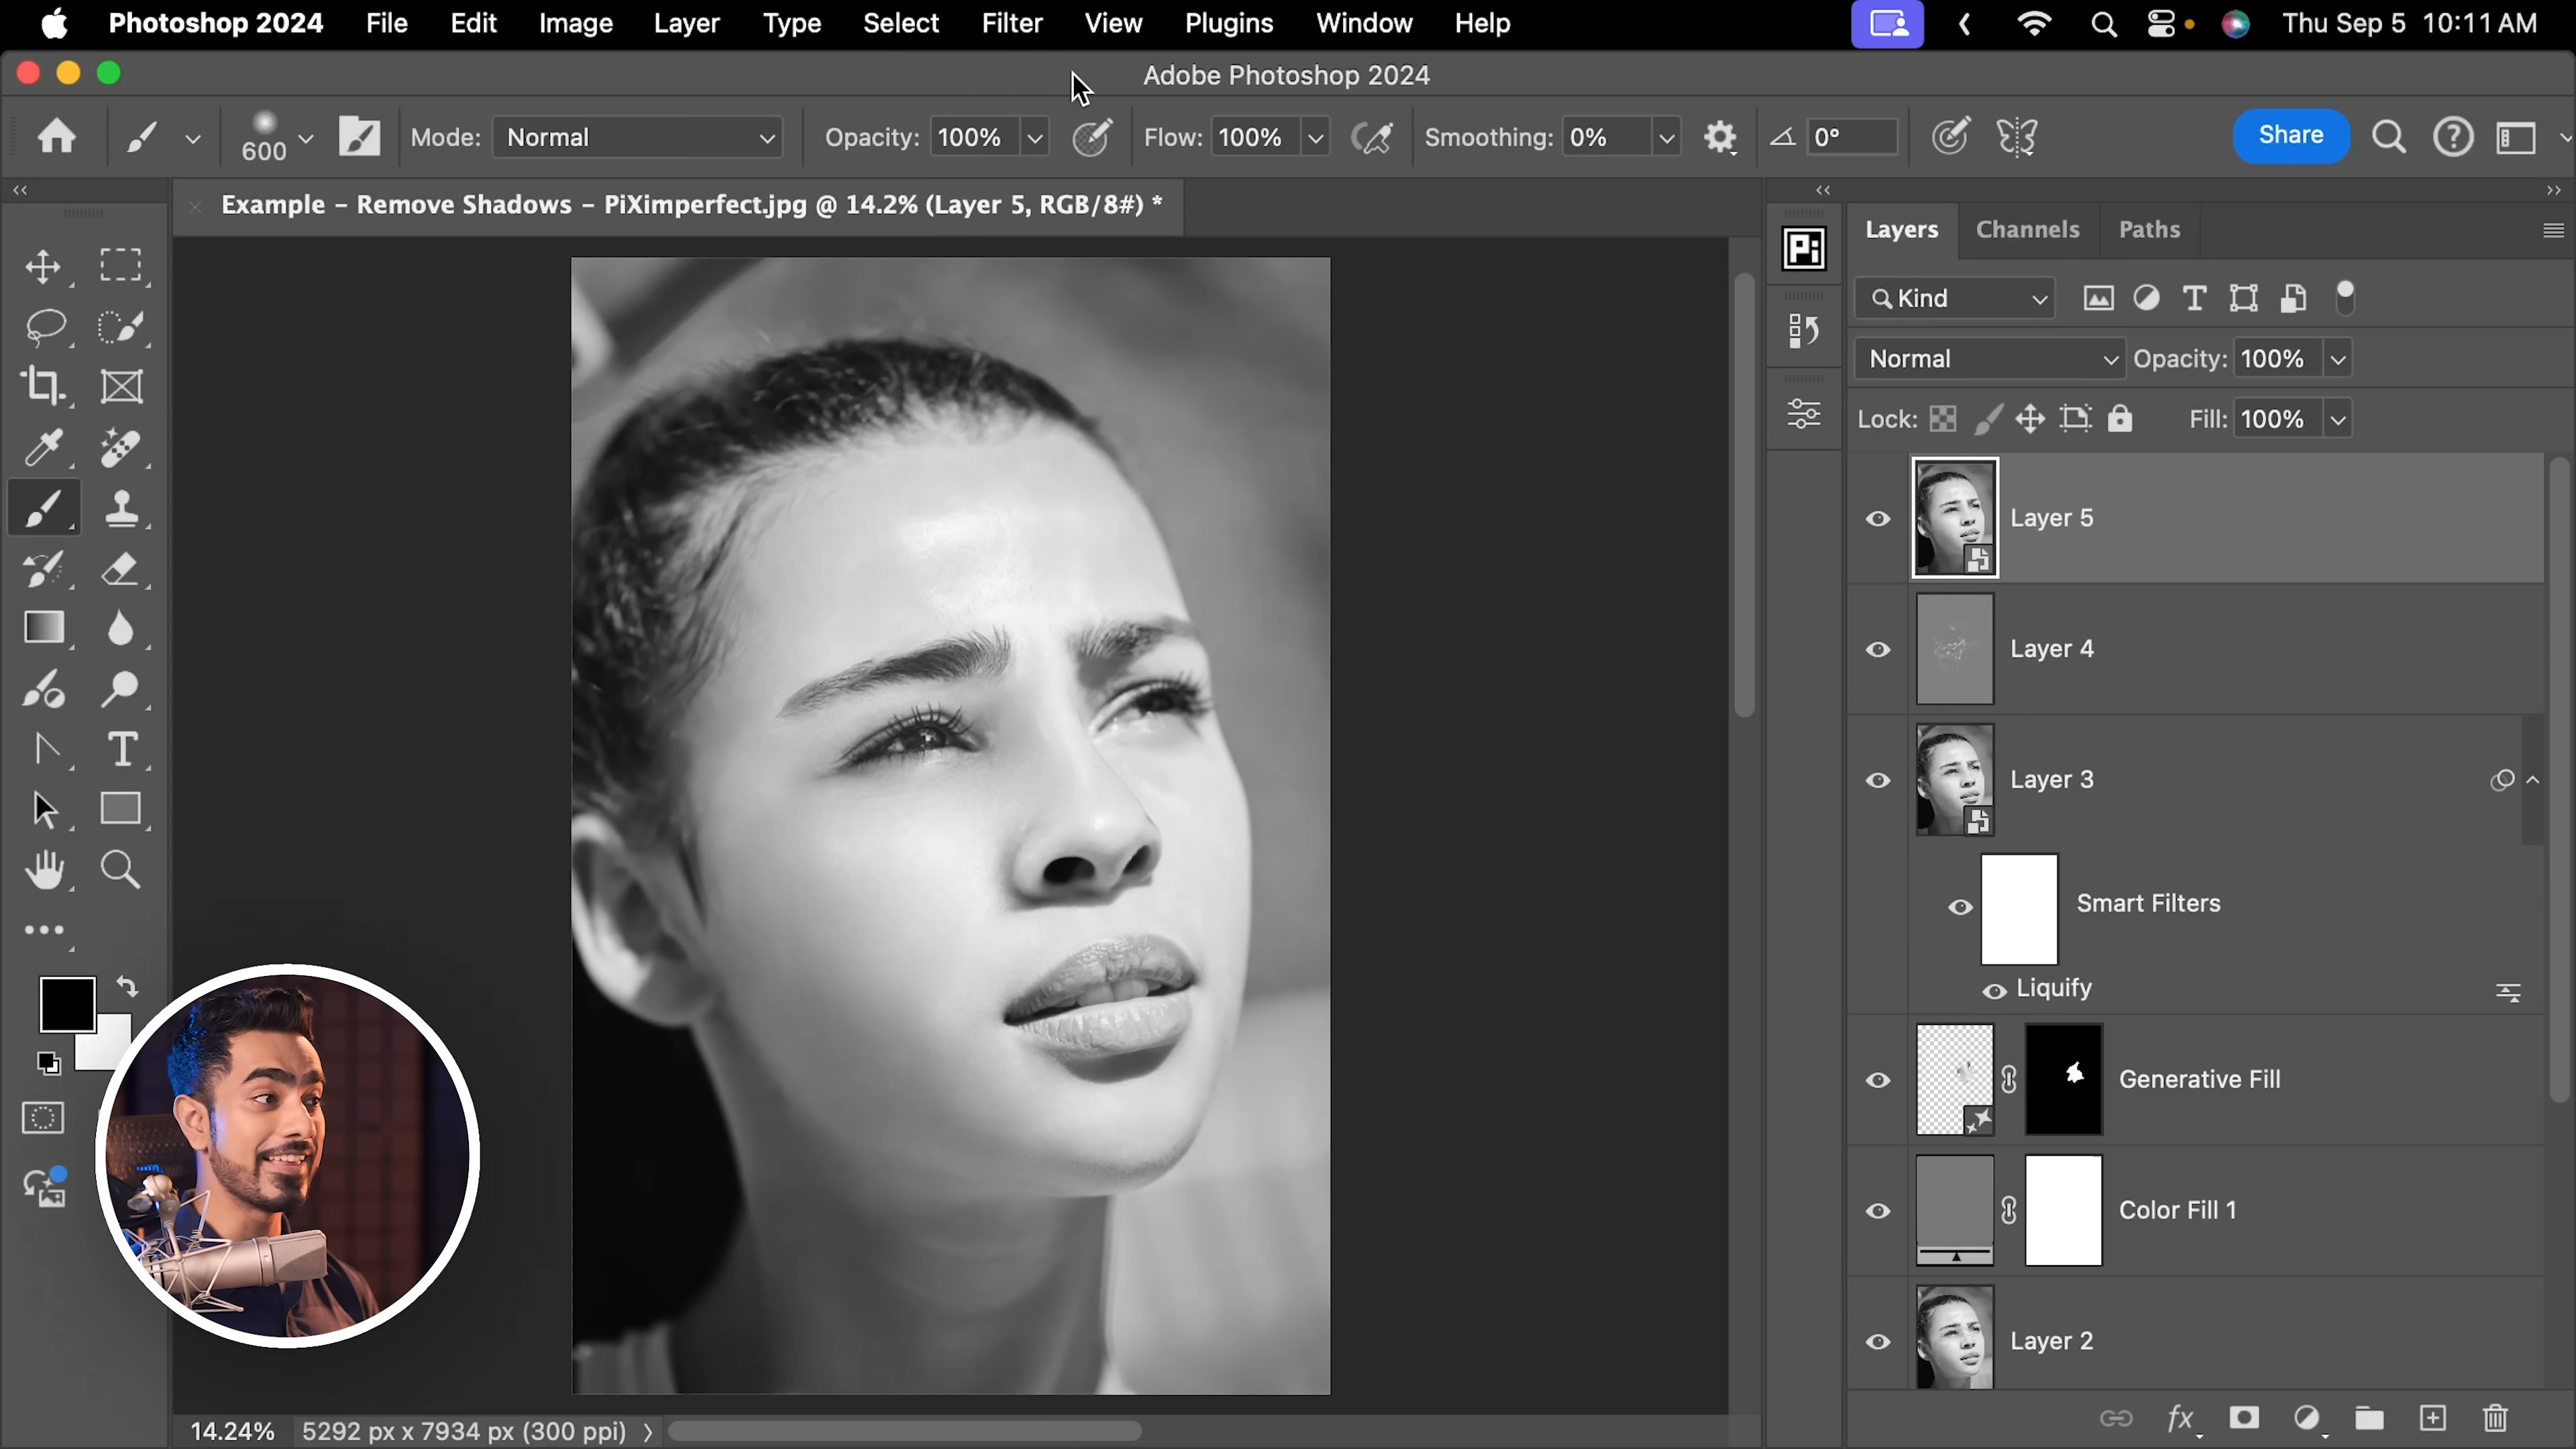 Photoshop 2024 File Edit Image Layer Type Select Filter View Plugins Window Help Thu Sep 5 10:11 AM
Adobe Photoshop 2024
600 Mode: Normal Opacity: 100% Flow: 100% Smoothing: 0% 0° Share
Example – Remove Shadows – PiXimperfect.jpg @ 14.2% (Layer 5, RGB/8#) *
Pi
Layers Channels Paths
Kind
Normal Opacity: 100%
Lock: Fill: 100%
Layer 5
Layer 4
Layer 3
Smart Filters
Liquify
Generative Fill
Color Fill 1
Layer 2
14.24% 5292 px x 7934 px (300 ppi)
fx